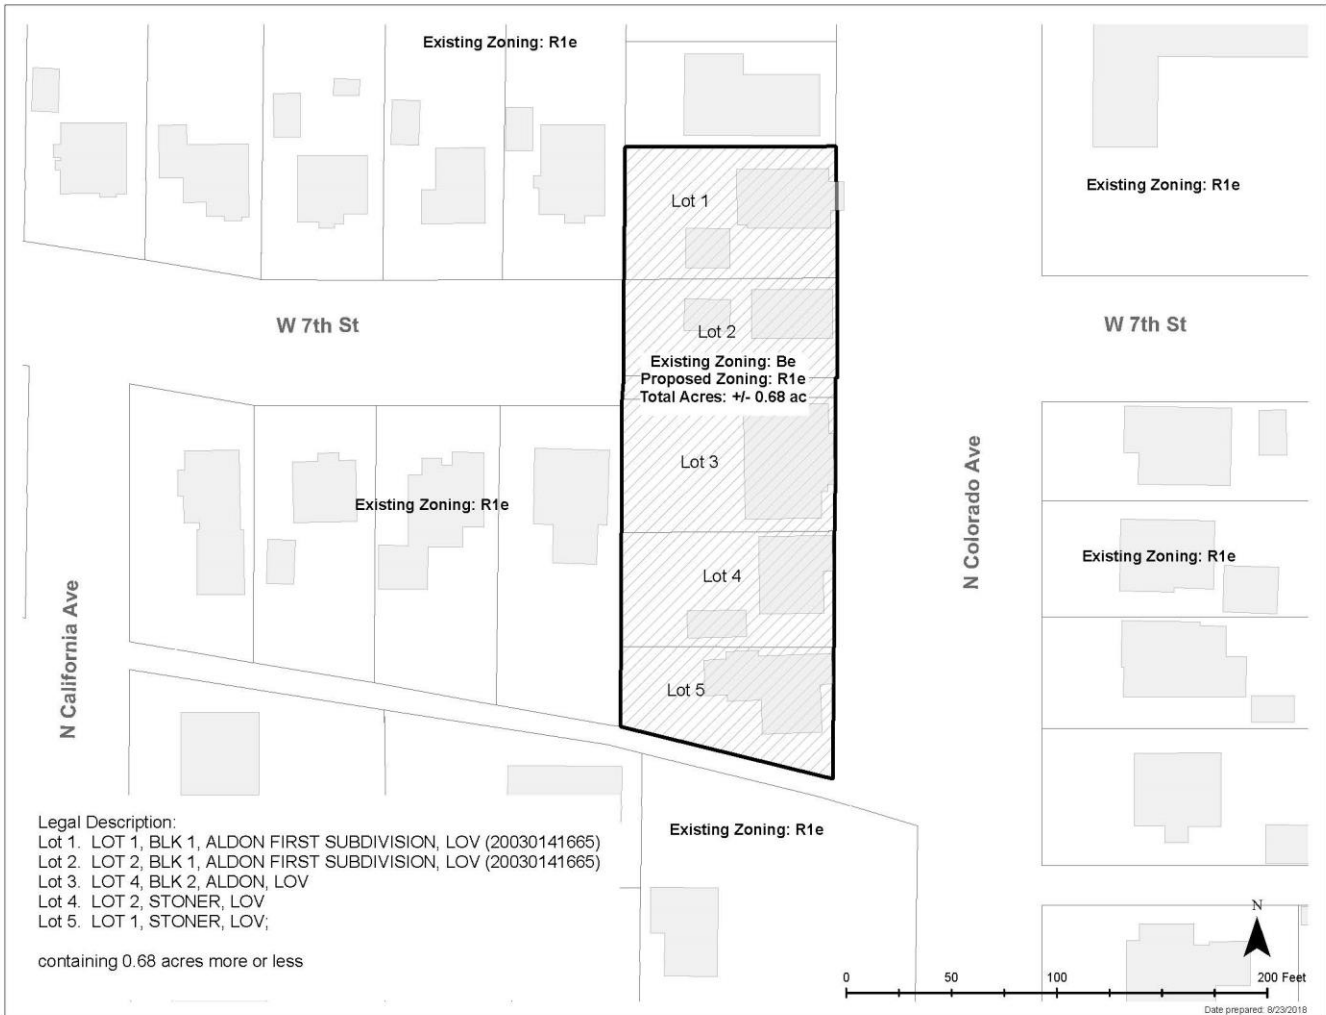 Existing Zoning: R1e
Existing Zoning: R1e
Lot 1
W 7th St
Lot 2
W 7th St
Existing Zoning: Be
Proposed Zoning: R1e
Total Acres: +/- 0.68 ac
Lot 3
N Colorado Ave
Existing Zoning: R1e
Existing Zoning: R1e
Lot 4
N California Ave
Lot 5
Existing Zoning: R1e
Legal Description:
Lot 1. LOT 1, BLK 1, ALDON FIRST SUBDIVISION, LOV (20030141665)
Lot 2. LOT 2, BLK 1, ALDON FIRST SUBDIVISION, LOV (20030141665)
Lot 3. LOT 4, BLK 2, ALDON, LOV
Lot 4. LOT 2, STONER, LOV
Lot 5. LOT 1, STONER, LOV;
containing 0.68 acres more or less
N
0 50 100 200 Feet
Date prepared: 8/23/2018